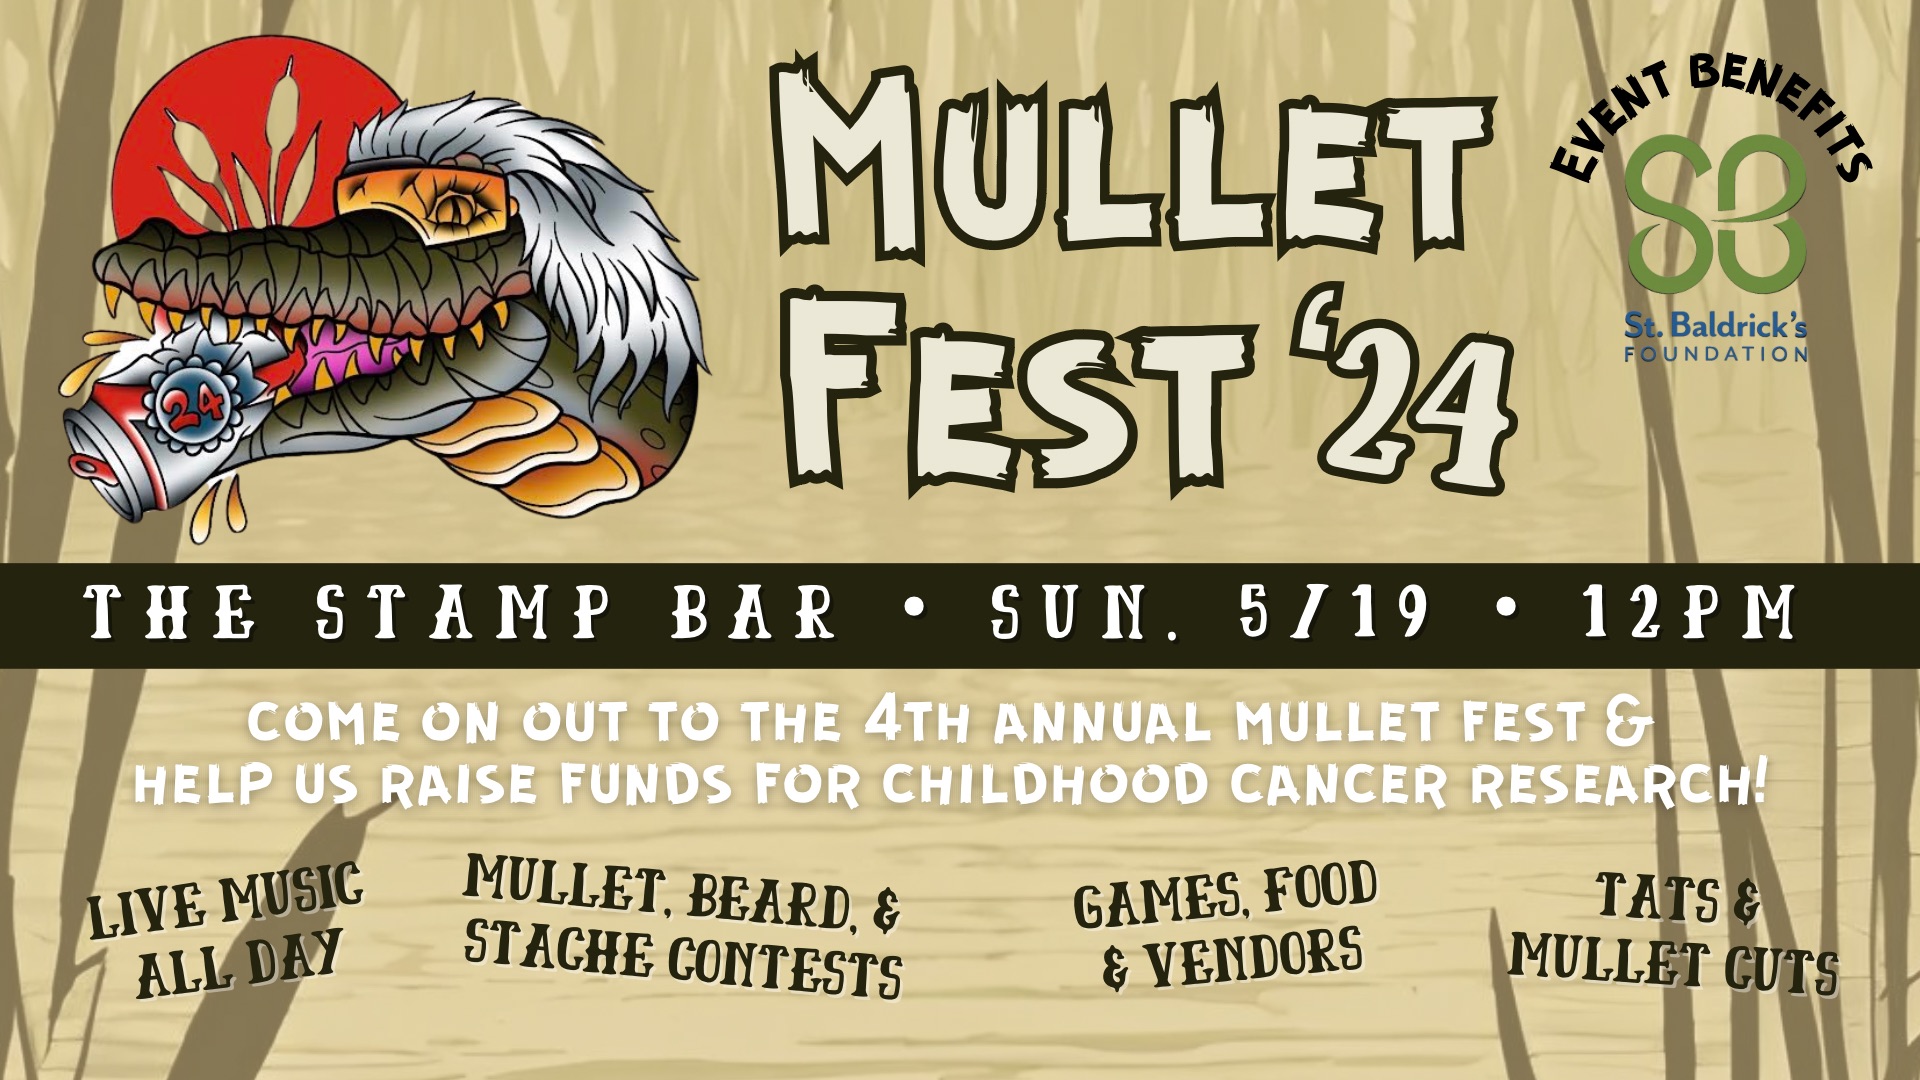 MULLET
FEST '24
EVENT BENEFITS
SB
St. Baldrick's
FOUNDATION
24
THE STAMP BAR • SUN. 5/19 • 12PM
COME ON OUT TO THE 4TH ANNUAL MULLET FEST &
HELP US RAISE FUNDS FOR CHILDHOOD CANCER RESEARCH!
LIVE MUSIC
ALL DAY
MULLET, BEARD, &
STACHE CONTESTS
GAMES, FOOD
& VENDORS
TATS &
MULLET CUTS